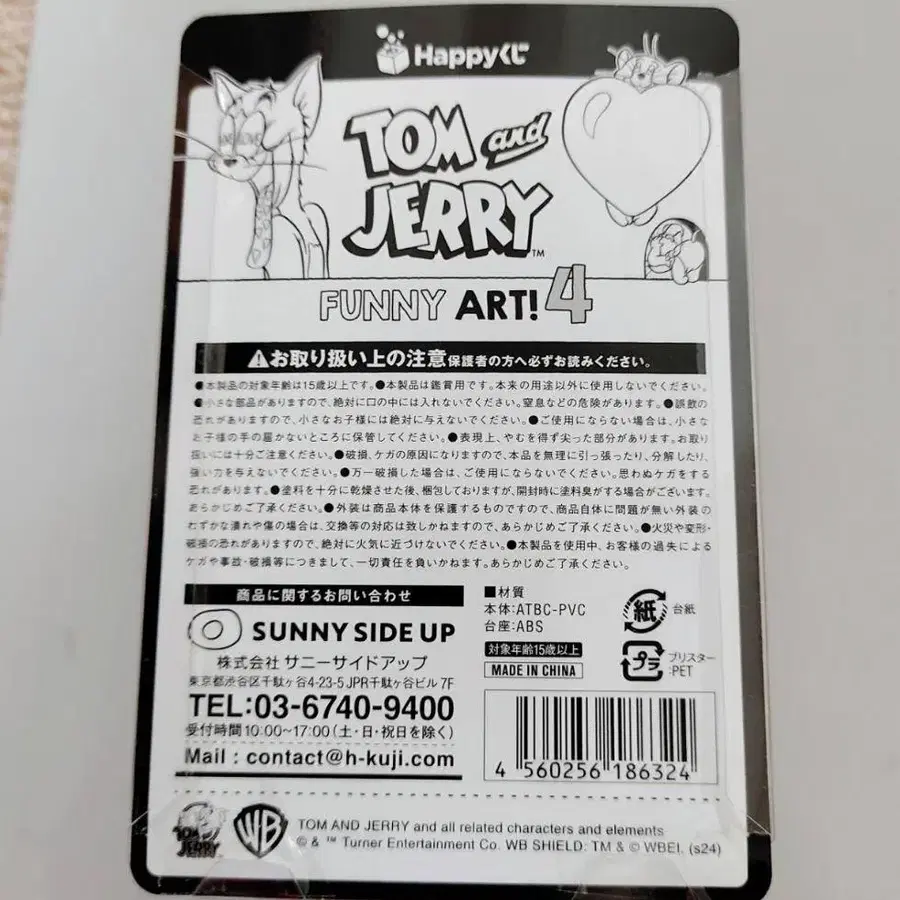 Happyくじ
TOM and
JERRY™
FUNNY ART! 4
⚠お取り扱い上の注意 保護者の方へ必ずお読みください。
●本製品の対象年齢は15歳以上です。●本製品は鑑賞用です。本来の用途以外に使用しないでください。
●小さな部品がありますので、絶対に口の中には入れないでください。窒息などの危険があります。●誤飲の
恐れがありますので、小さなお子様には絶対に与えないでください。●ご使用にならない場合は、小さな
お子様の手の届かないところに保管してください。●表現上、やむを得ず尖った部分があります。お取り
扱いには十分ご注意ください。●破損、ケガの原因になりますので、本品を無理に引っ張ったり、分解したり、
強い力を与えないでください。●万一破損した場合は、ご使用にならないでください。思わぬケガをする
恐れがあります。●塗料を十分に乾燥させた後、梱包しておりますが、開封時に塗料臭がする場合がございます。
あらかじめご了承ください。●外装は商品本体を保護するものですので、商品自体に問題が無い外装の
わずかな潰れや傷の場合は、交換等の対応は致しかねますので、あらかじめご了承ください。●火災や変形・
破損の恐れがありますので、絶対に火気に近づけないでください。●本製品を使用中、お客様の過失による
ケガや事故・破損等につきまして、一切責任を負いかねます。あらかじめご了承ください。
商品に関するお問い合わせ
SUNNY SIDE UP
株式会社 サニーサイドアップ
東京都渋谷区千駄ヶ谷4-23-5 JPR千駄ヶ谷ビル 7F
TEL:03-6740-9400
受付時間 10:00~17:00(土・日・祝日を除く)
Mail : contact@h-kuji.com
■材質
本体:ATBC-PVC
台座:ABS
対象年齢15歳以上
MADE IN CHINA
紙 台紙
プラ ブリスター
:PET
4 560256 186324
TOM AND JERRY
WB
TOM AND JERRY and all related characters and elements
© & ™ Turner Entertainment Co. WB SHIELD: TM & © WBEI. (s24)